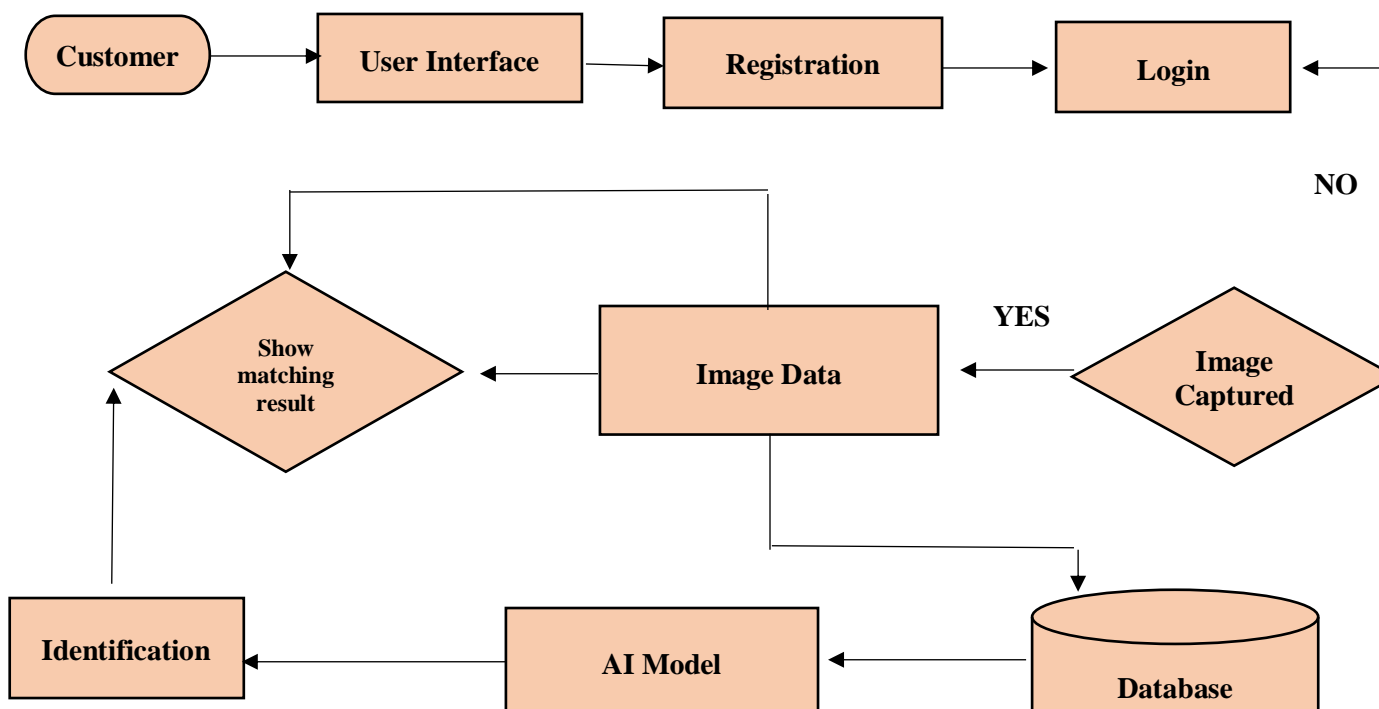 Customer
User Interface
Registration
Login
NO
YES
Show
matching
result
Image Data
Image
Captured
Identification
AI Model
Database